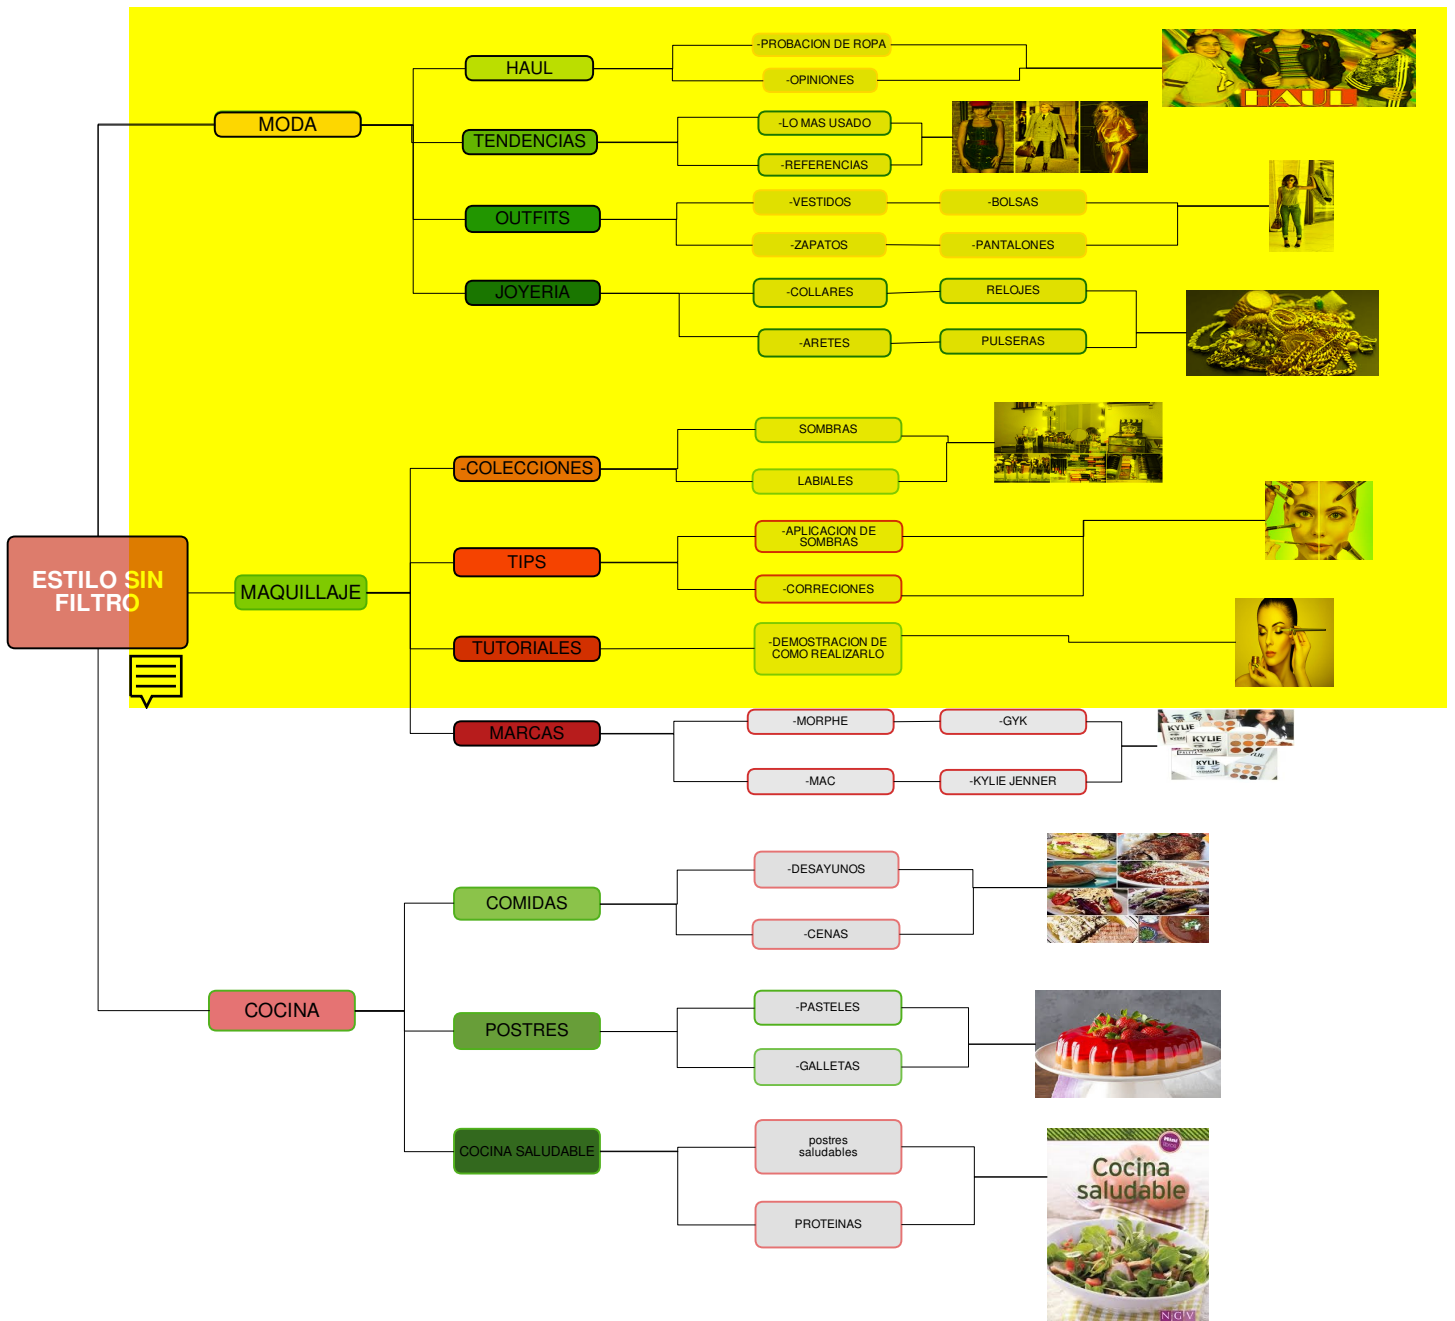 ESTILO SIN
FILTRO
MODA
HAUL
-PROBACION DE ROPA
-OPINIONES
HAUL
TENDENCIAS
-LO MAS USADO
-REFERENCIAS
OUTFITS
-VESTIDOS
-BOLSAS
-ZAPATOS
-PANTALONES
JOYERIA
-COLLARES
RELOJES
-ARETES
PULSERAS
MAQUILLAJE
-COLECCIONES
SOMBRAS
LABIALES
TIPS
-APLICACION DE
SOMBRAS
-CORRECIONES
TUTORIALES
-DEMOSTRACION DE
COMO REALIZARLO
MARCAS
-MORPHE
-GYK
-MAC
-KYLIE JENNER
KYLIE
KYLIE
KYLIE
COCINA
COMIDAS
-DESAYUNOS
-CENAS
POSTRES
-PASTELES
-GALLETAS
COCINA SALUDABLE
postres
saludables
PROTEINAS
Mini
Cocina
saludable
NGV